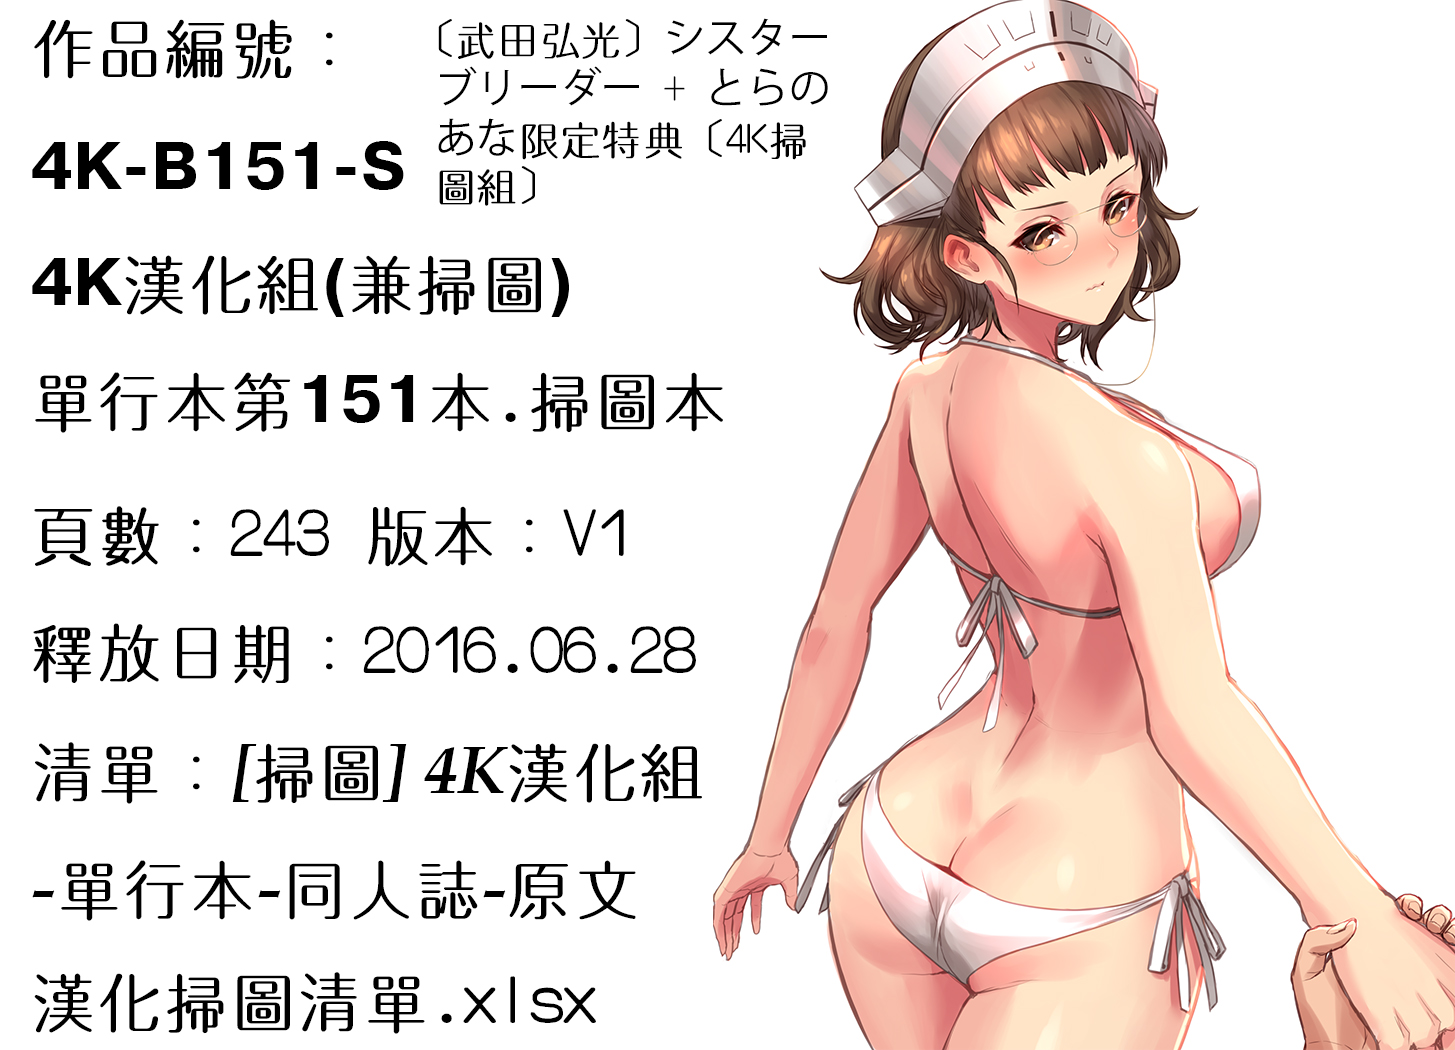 作品編號：
4K-B151-S
〔武田弘光〕シスター
ブリーダー + とらの
あな限定特典〔4K掃
圖組〕
4K漢化組(兼掃圖)
單行本第151本.掃圖本
頁數：243 版本：V1
釋放日期：2016.06.28
清單：[掃圖] 4K漢化組
-單行本-同人誌-原文
漢化掃圖清單.xlsx